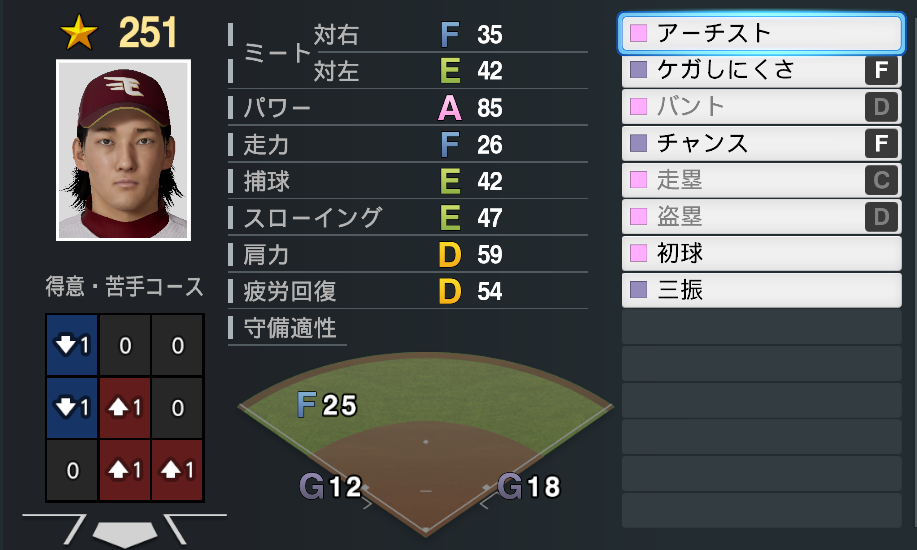 251
ミート
対右 F 35
対左 E 42
パワー A 85
走力 F 26
捕球 E 42
スローイング E 47
肩力 D 59
疲労回復 D 54
守備適性
F 25
G 12
G 18
得意・苦手コース
1 0 0
1 1 0
0 1 1
アーチスト
ケガしにくさ F
バント D
チャンス F
走塁 C
盗塁 D
初球
三振